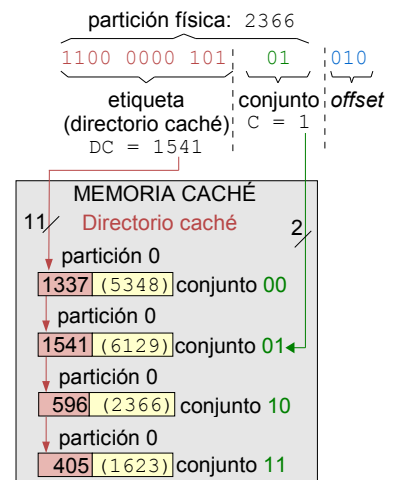 partición física: 2366
1100 0000 101 01 010
etiqueta conjunto offset
(directorio caché) C = 1
DC = 1541
MEMORIA CACHÉ
11 Directorio caché 2
partición 0
1337 (5348) conjunto 00
partición 0
1541 (6129) conjunto 01
partición 0
596 (2366) conjunto 10
partición 0
405 (1623) conjunto 11